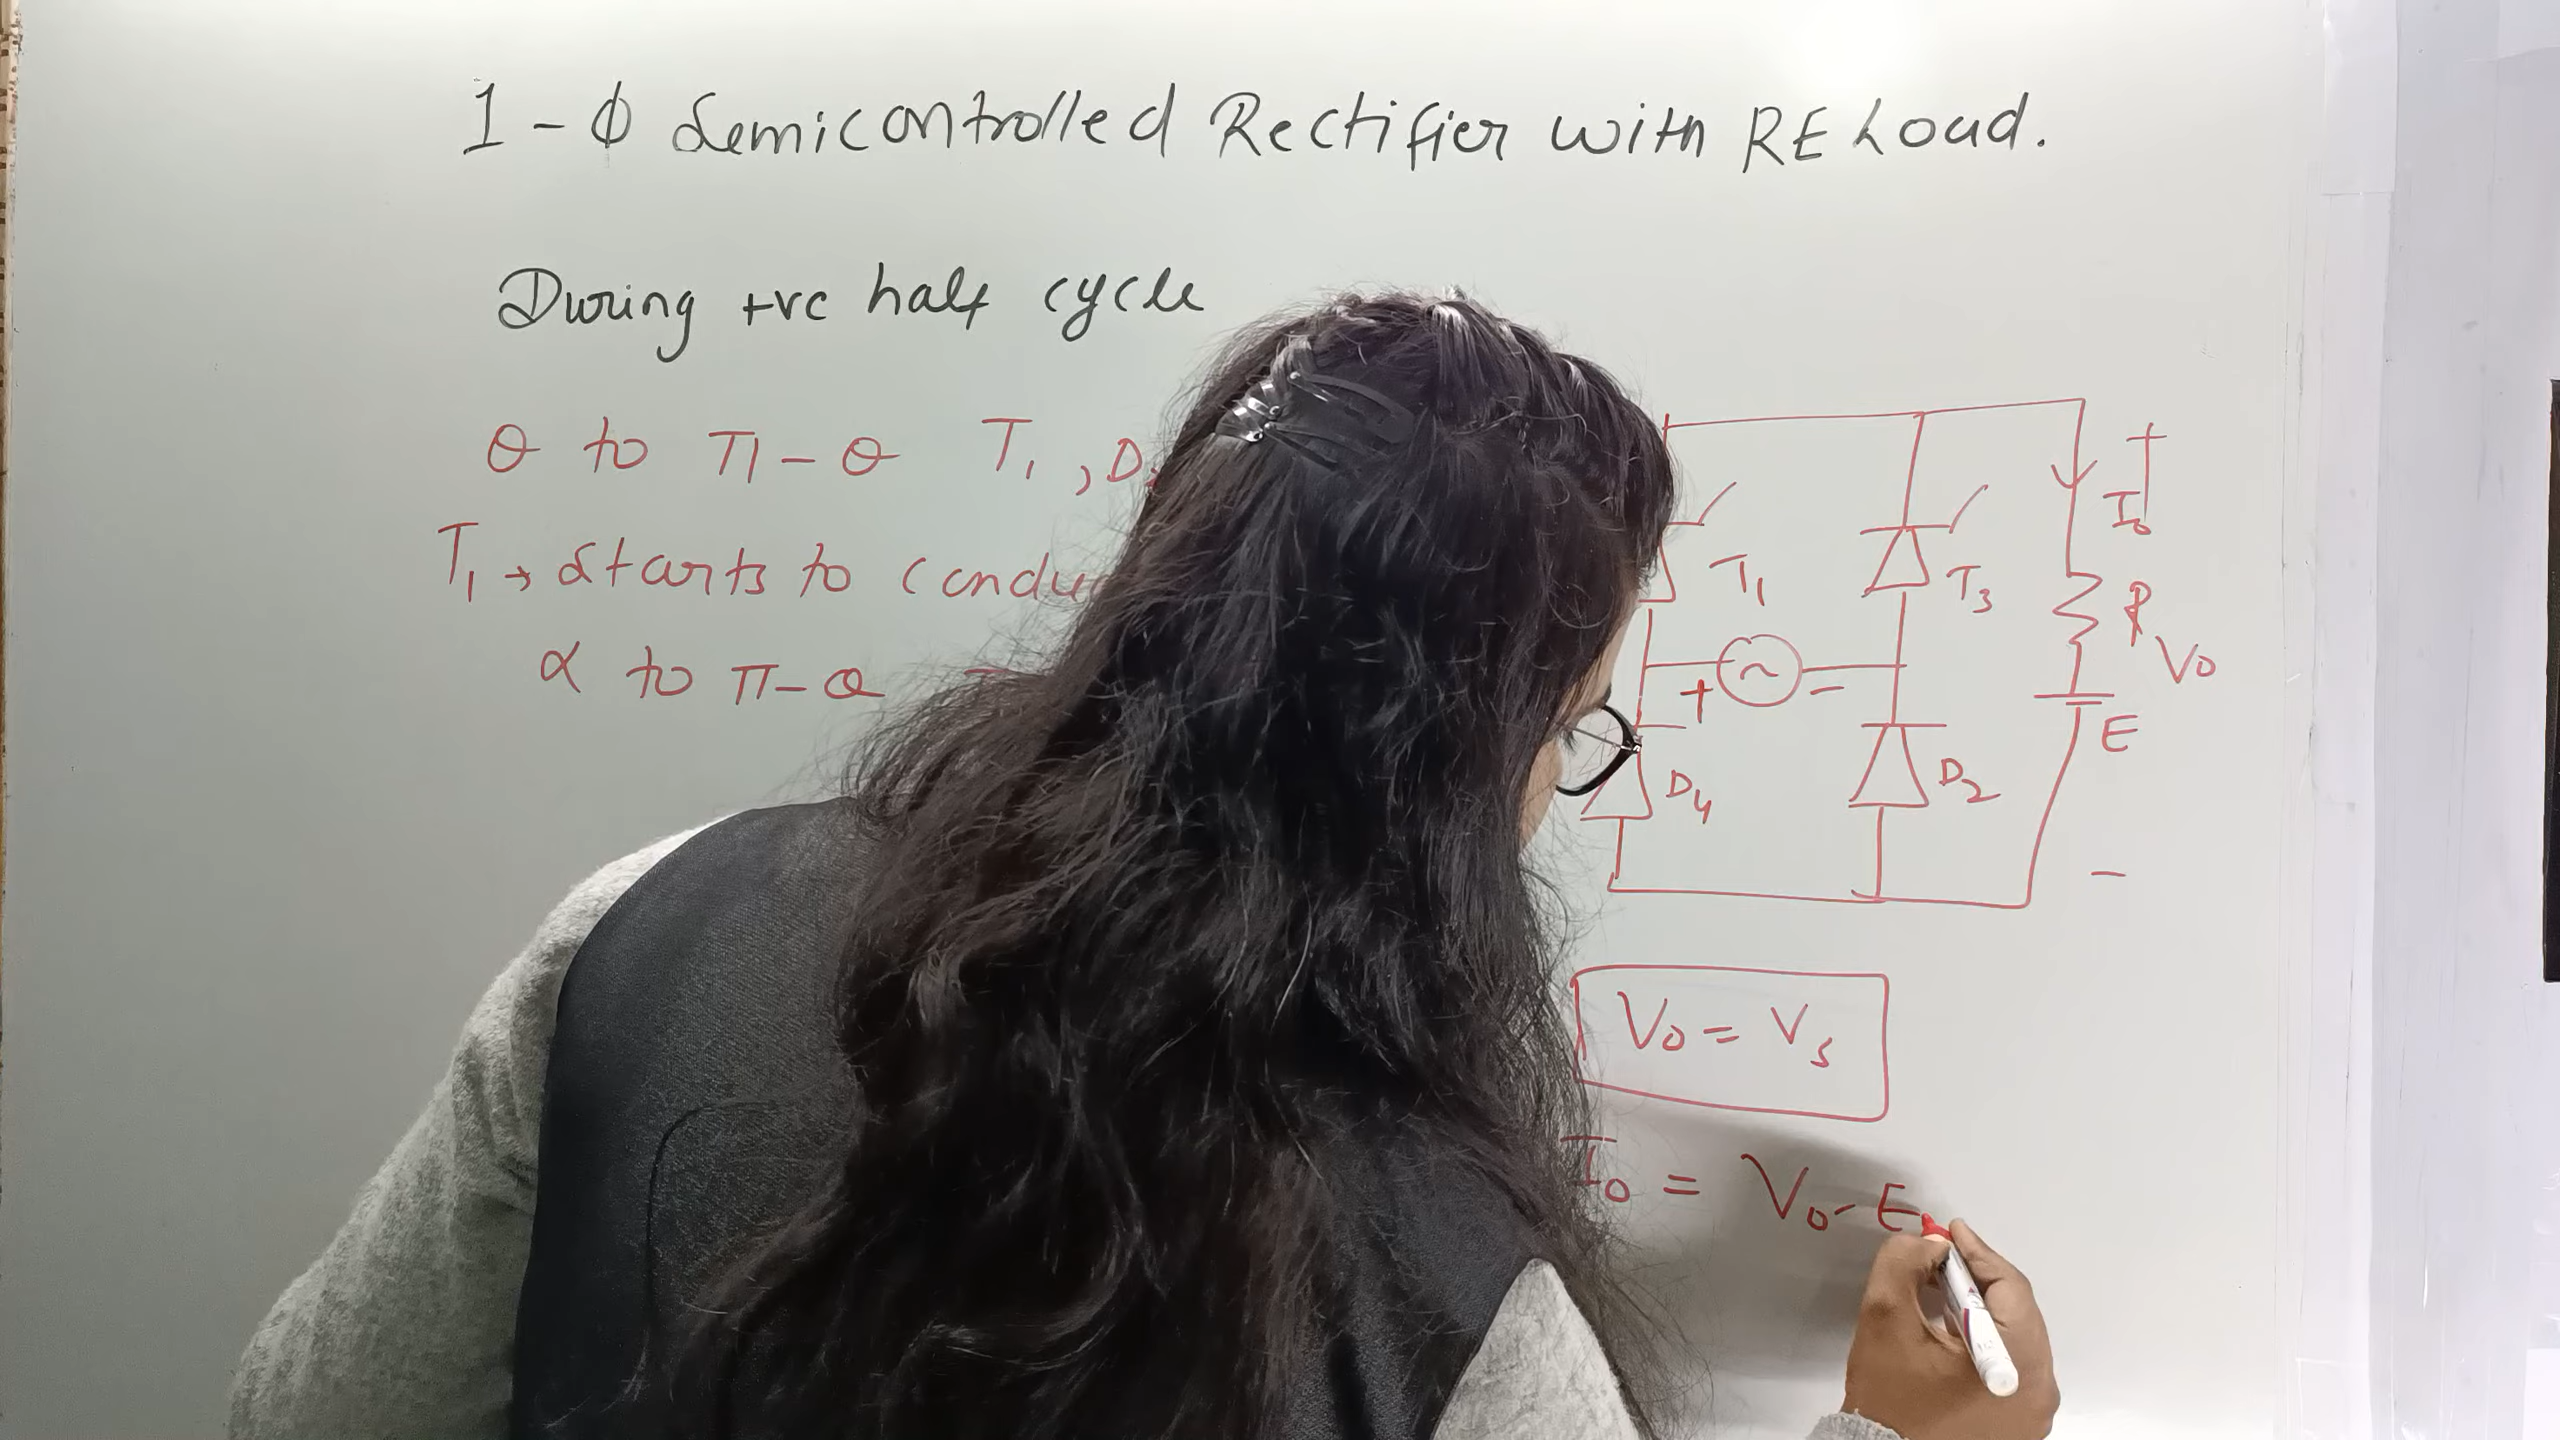 1-ϕ Semicontrolled Rectifier with RE Load.
During +ve half cycle
θ to π-θ T₁, D₂
T₁ → Starts to
α to π-θ
+
I₀
T₁
T₃
R
V₀
+
-
E
D₄
D₂
-
V₀ = Vs
I₀ = V₀-E